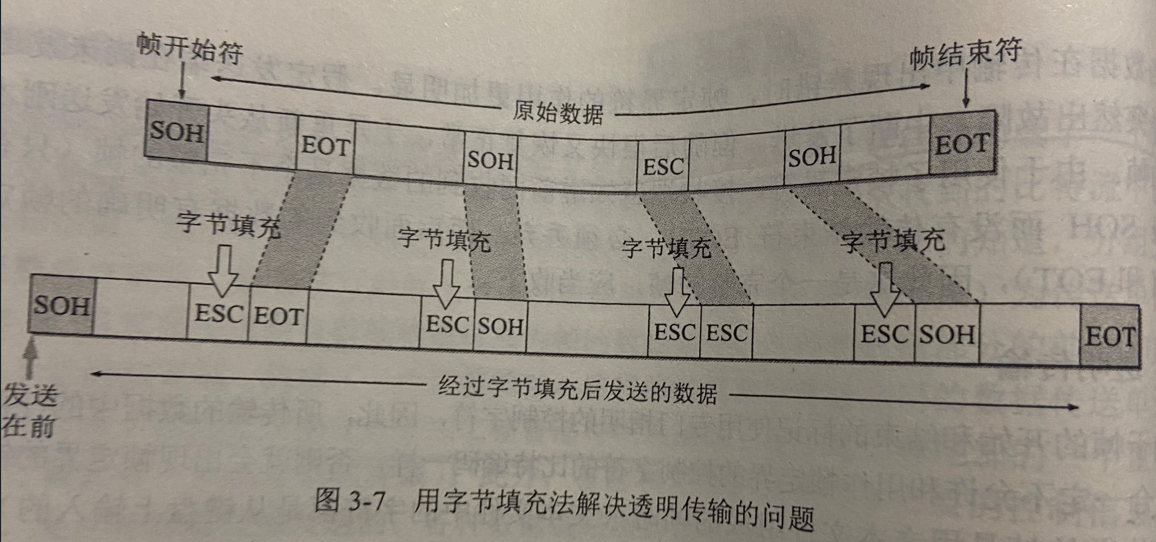 帧开始符
帧结束符
原始数据
SOH EOT SOH ESC SOH EOT
字节填充 字节填充 字节填充 字节填充
SOH ESC EOT ESC SOH ESC ESC ESC SOH EOT
发送
在前
经过字节填充后发送的数据
图 3-7 用字节填充法解决透明传输的问题